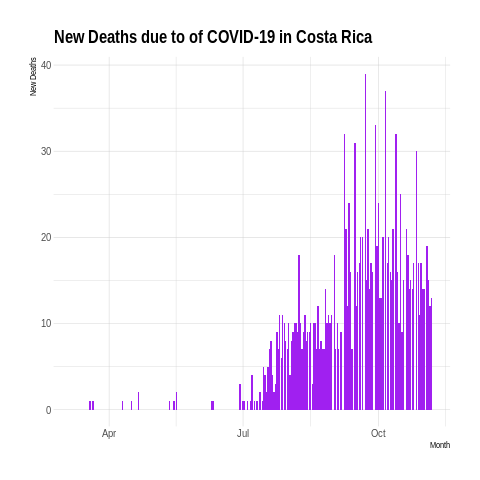 New Deaths due to of COVID-19 in Costa Rica
New Deaths
40
30
20
10
0
Apr
Jul
Oct
Month